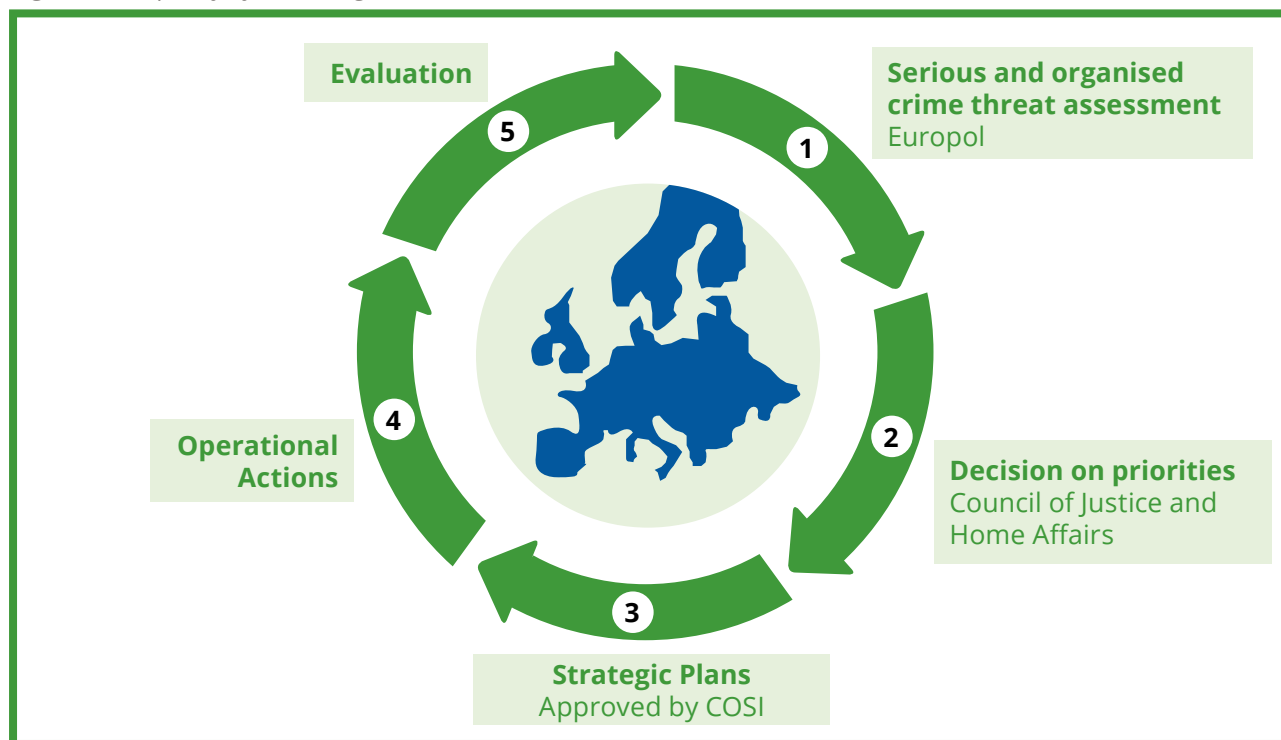 Evaluation
5
Serious and organised
crime threat assessment
Europol
1
2
Decision on priorities
Council of Justice and
Home Affairs
3
Strategic Plans
Approved by COSI
4
Operational
Actions